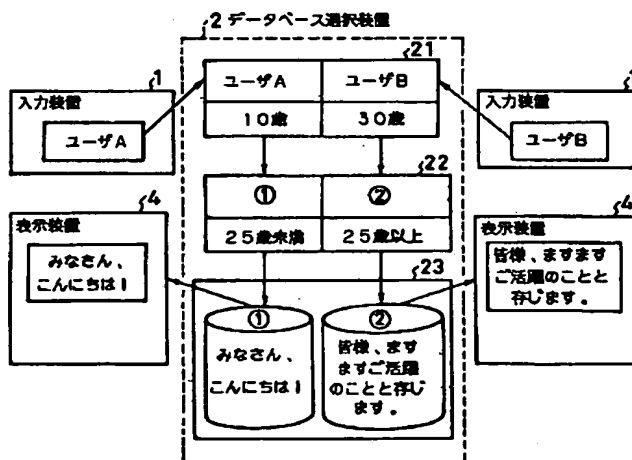 2 データベース選択装置
21
1
入力装置
ユーザA
ユーザA
ユーザB
10歳
30歳
入力装置
ユーザB
22
①
②
25歳未満
25歳以上
4
表示装置
みなさん、
こんにちは!
4
表示装置
皆様、ますます
ご活躍のことと
存じます。
23
①
みなさん、
こんにちは!
②
皆様、ます
ますご活躍
のことと存じ
ます。